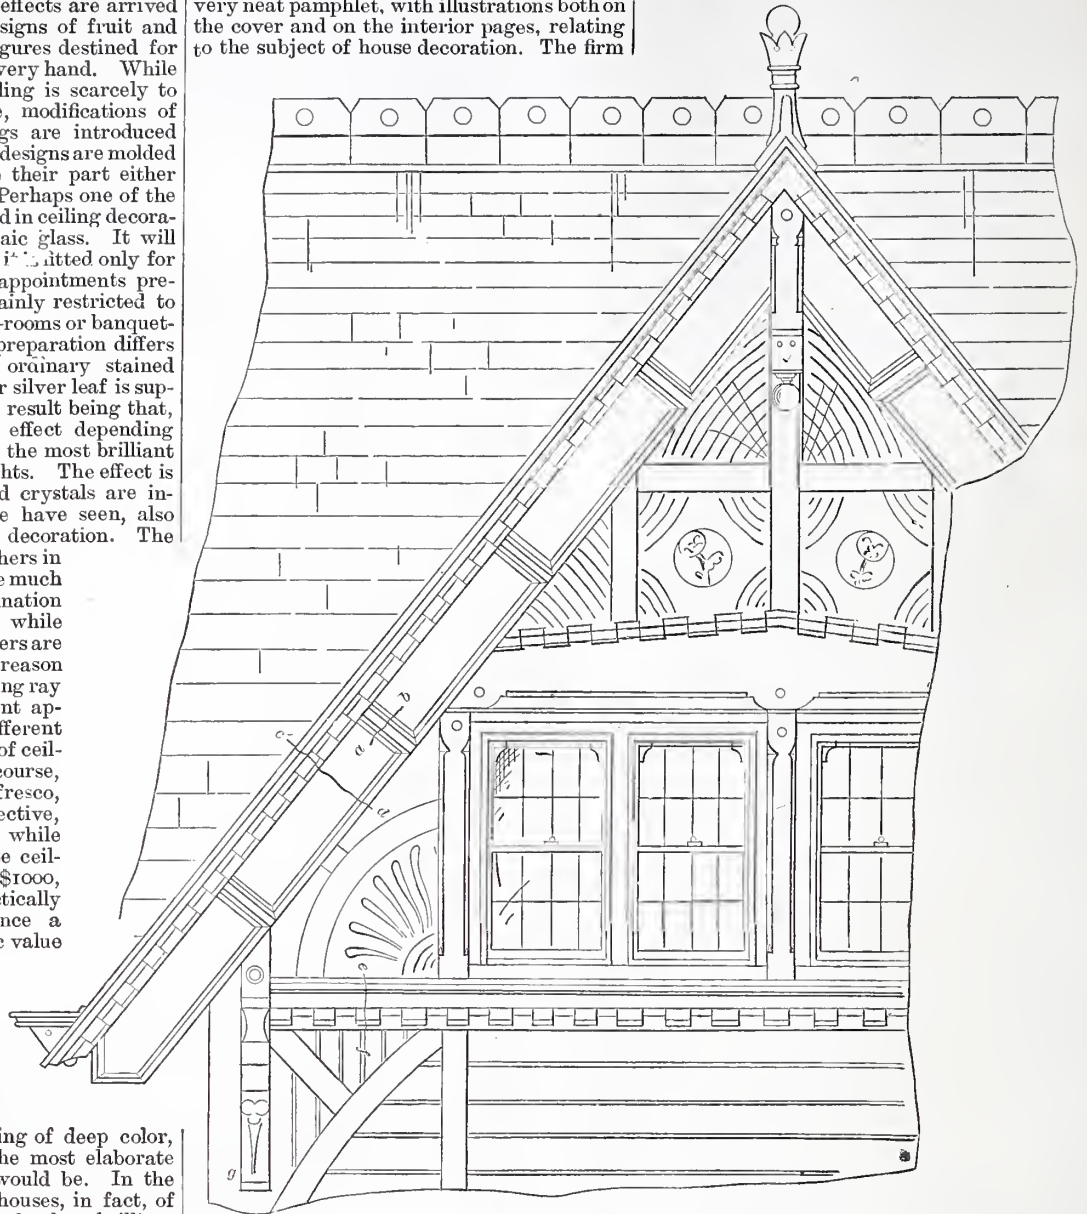 effects are arrived
signs of fruit and
gures destined for
very hand. While
ling is scarcely to
, modifications of
gs are introduced
designs are molded
their part either
Perhaps one of the
d in ceiling decora-
aic glass. It will
itted only for
appointments pre-
ainly restricted to
-rooms or banquet-
preparation differs
ordinary stained
r silver leaf is sup-
result being that,
effect depending
the most brilliant
hts. The effect is
d crystals are in-
e have seen, also
decoration. The
hers in
e much
nation
while
ers are
reason
ng ray
nt ap-
fferent
of ceil-
course,
fresco,
ective,
while
e ceil-
$1000,
tically
nce a
c value
ing of deep color,
he most elaborate
would be. In the
houses, in fact, of
very neat pamphlet, with illustrations both on
the cover and on the interior pages, relating
to the subject of house decoration. The firm
b
c
a
d
e
f
g